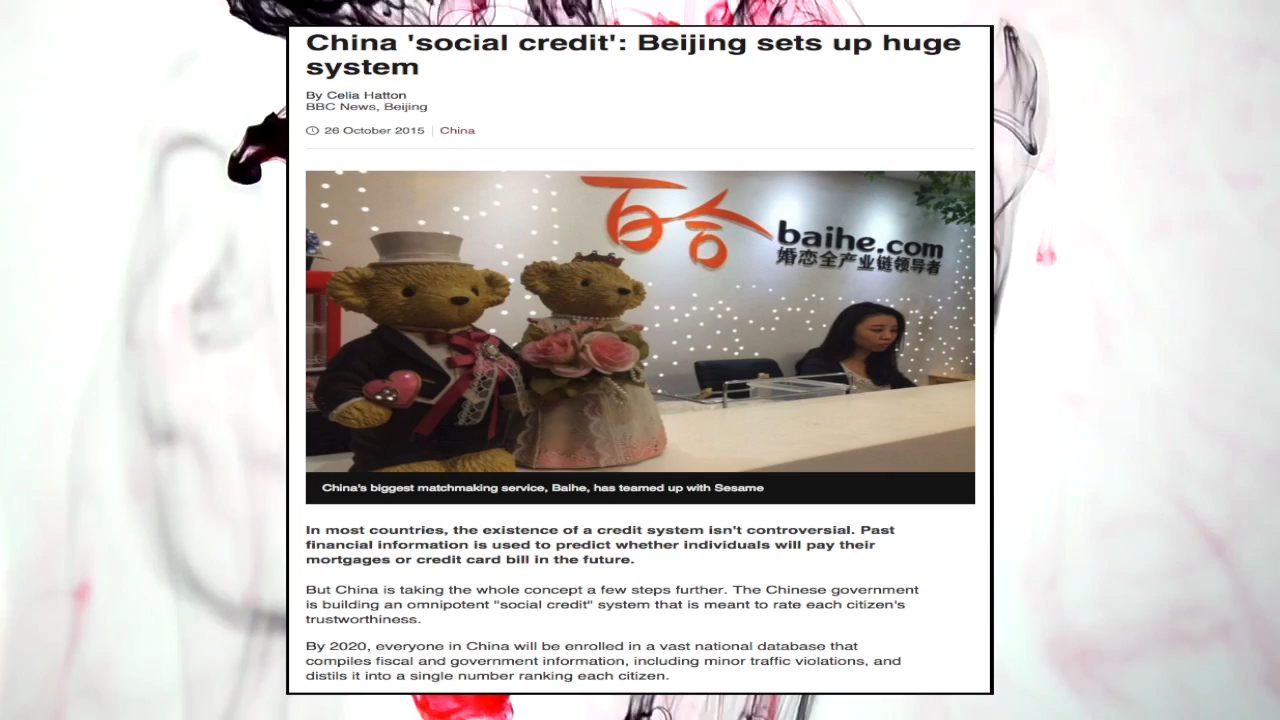 China 'social credit': Beijing sets up huge
system
By Celia Hatton
BBC News, Beijing
26 October 2015
China
百合
baihe.com
婚恋全产业链领导者
China's biggest matchmaking service, Baihe, has teamed up with Sesame
In most countries, the existence of a credit system isn't controversial. Past
financial information is used to predict whether individuals will pay their
mortgages or credit card bill in the future.
But China is taking the whole concept a few steps further. The Chinese government
is building an omnipotent "social credit" system that is meant to rate each citizen's
trustworthiness.
By 2020, everyone in China will be enrolled in a vast national database that
compiles fiscal and government information, including minor traffic violations, and
distils it into a single number ranking each citizen.